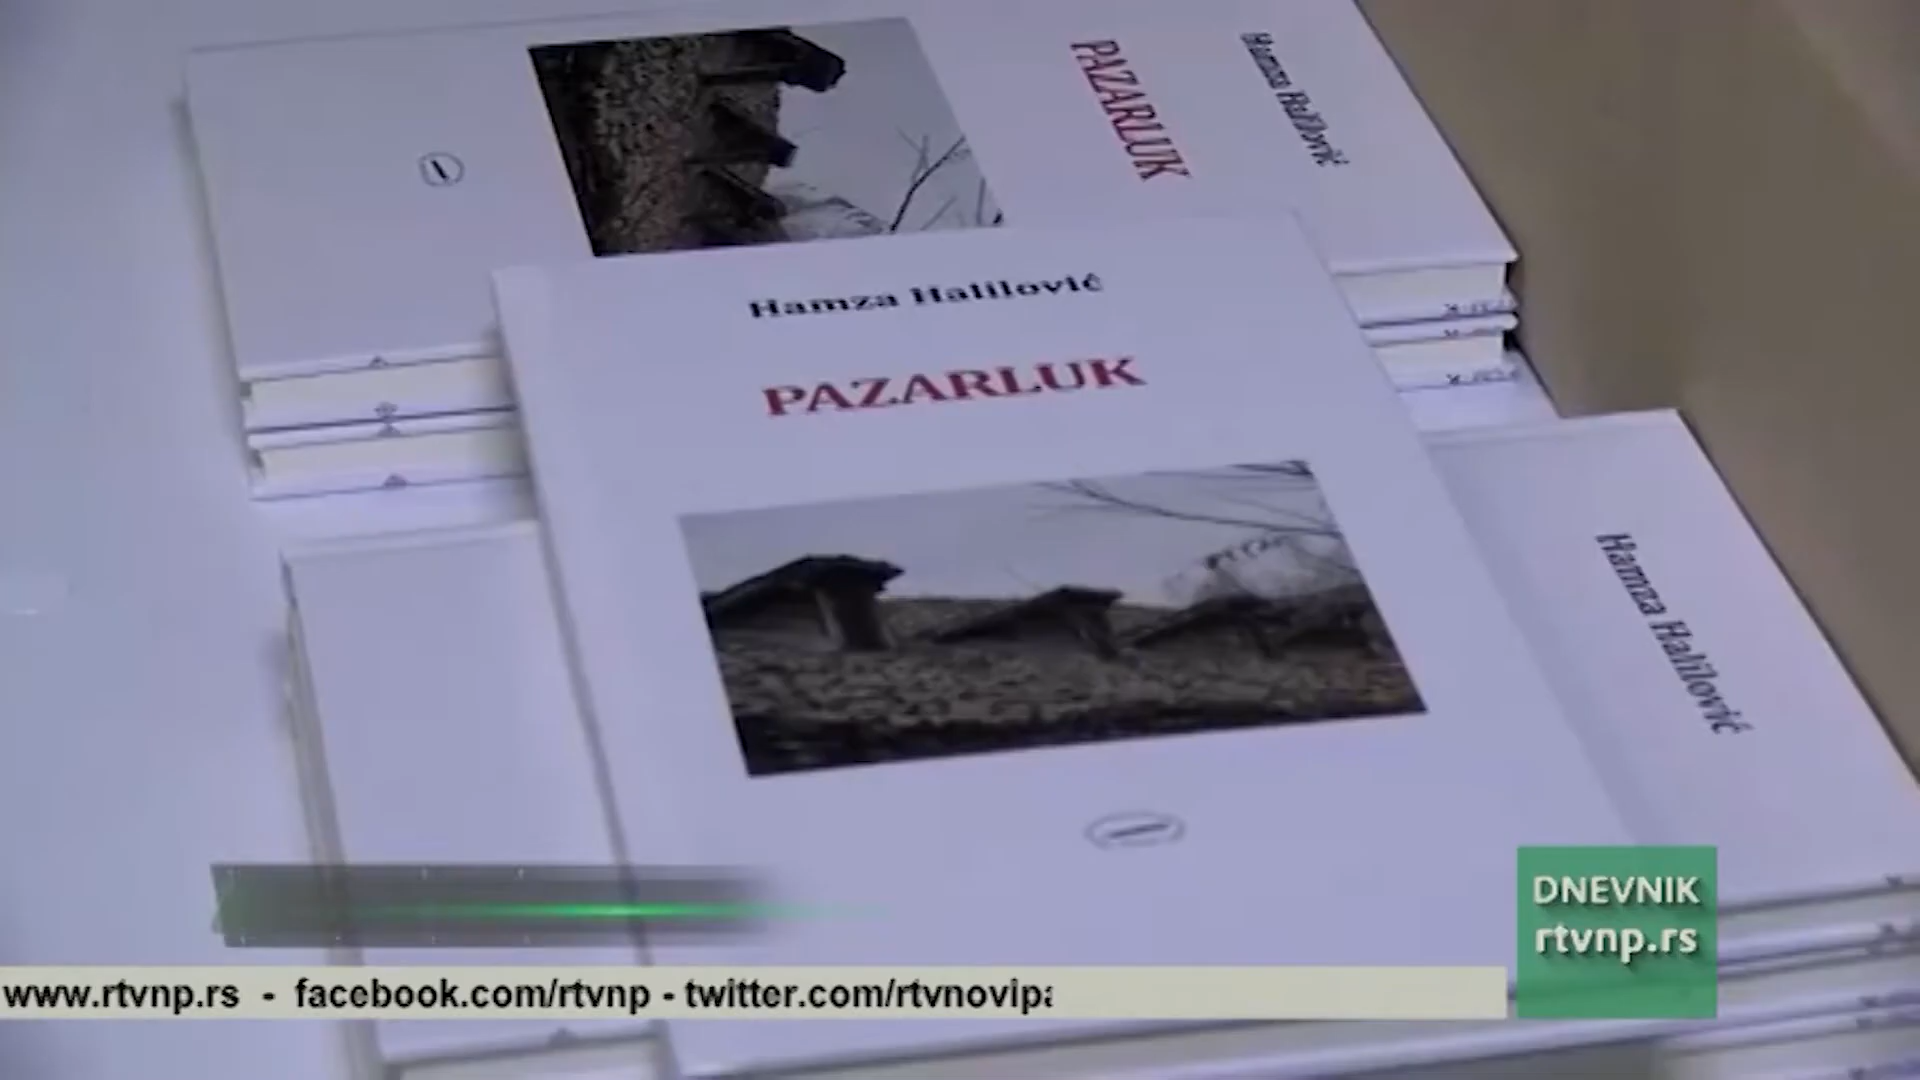 PAZARLUK
Hamza Halilović
Hamza Halilović
PAZARLUK
Hamza Halilović
DNEVNIK
rtvnp.rs
www.rtvnp.rs - facebook.com/rtvnp - twitter.com/rtvnovipa